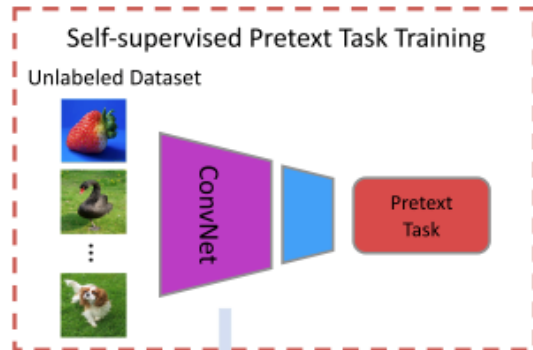 Self-supervised Pretext Task Training
Unlabeled Dataset
ConvNet
Pretext
Task